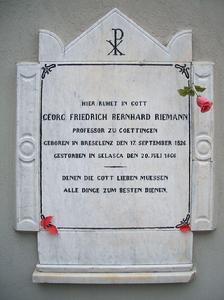 HIER RUHET IN GOTT
GEORG FRIEDRICH BERNHARD RIEMANN
PROFESSOR ZU GOETTINGEN
GEBOREN IN BRESELENZ DEN 17. SEPTEMBER 1826
GESTORBEN IN SELASCA DEN 20. JULI 1866
DENEN DIE GOTT LIEBEN MUESSEN
ALLE DINGE ZUM BESTEN DIENEN.